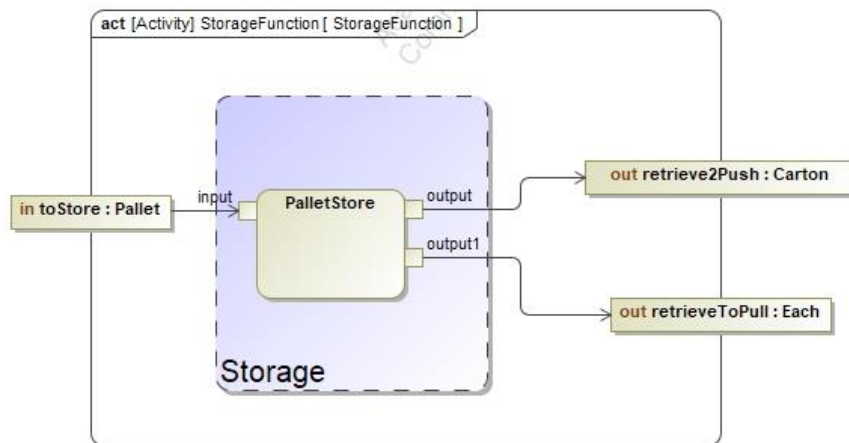 act [Activity] StorageFunction [ StorageFunction ]
in toStore : Pallet
input
PalletStore
output
output1
out retrieve2Push : Carton
out retrieveToPull : Each
Storage